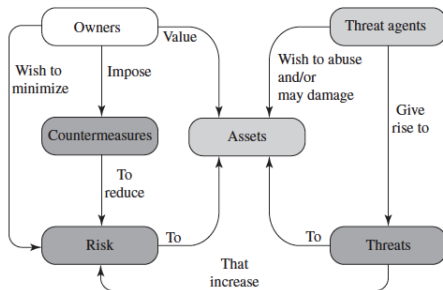 Owners
Value
Threat agents
Wish to
minimize
Impose
Wish to abuse
and/or
may damage
Give
rise to
Countermeasures
Assets
To
reduce
Risk
To
To
Threats
That
increase